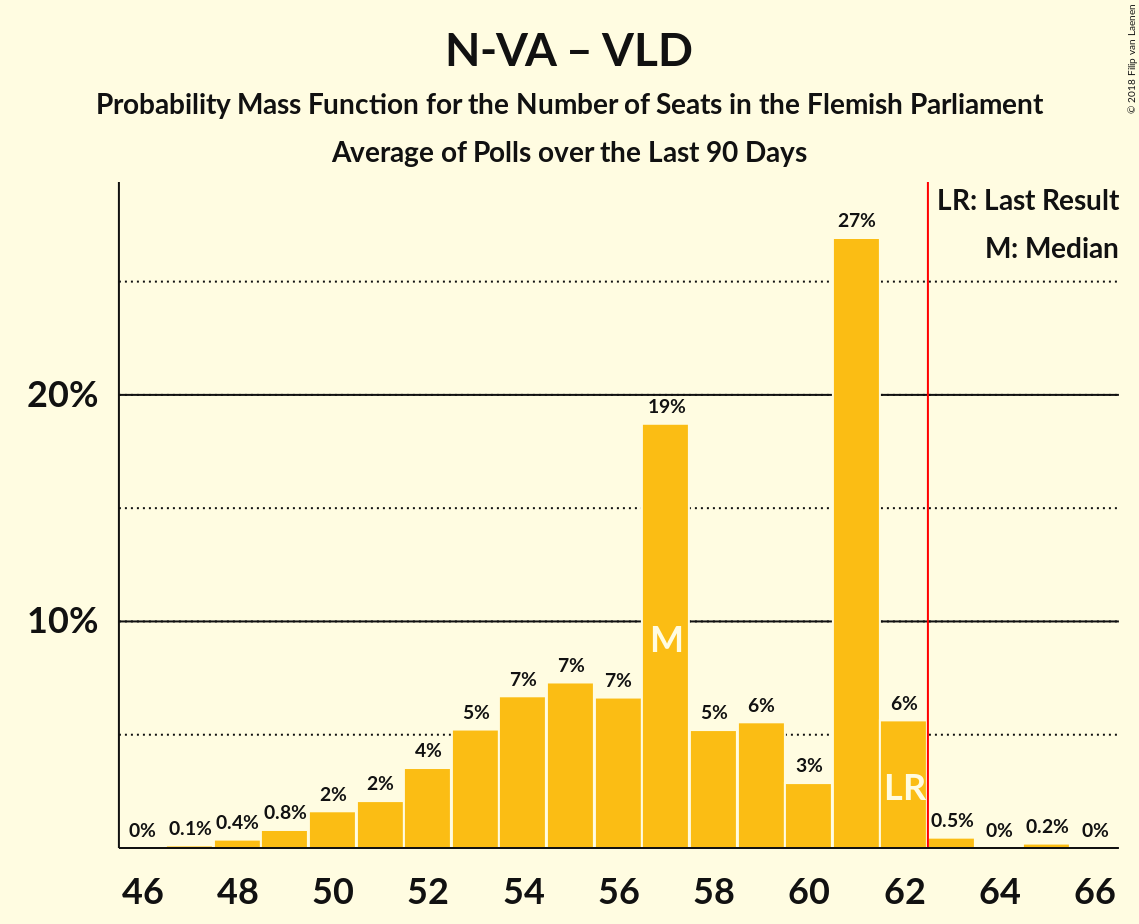 N-VA – VLD
Probability Mass Function for the Number of Seats in the Flemish Parliament
Average of Polls over the Last 90 Days
© 2018 Filip van Laenen
LR: Last Result
M: Median
27%
20%
19%
10%
M
7%
7%
7%
5%
4%
2%
2%
0.8%
0.4%
0.1%
0%
5%
6%
3%
6%
LR
0.5%
0%
0.2%
0%
46 48 50 52 54 56 58 60 62 64 66